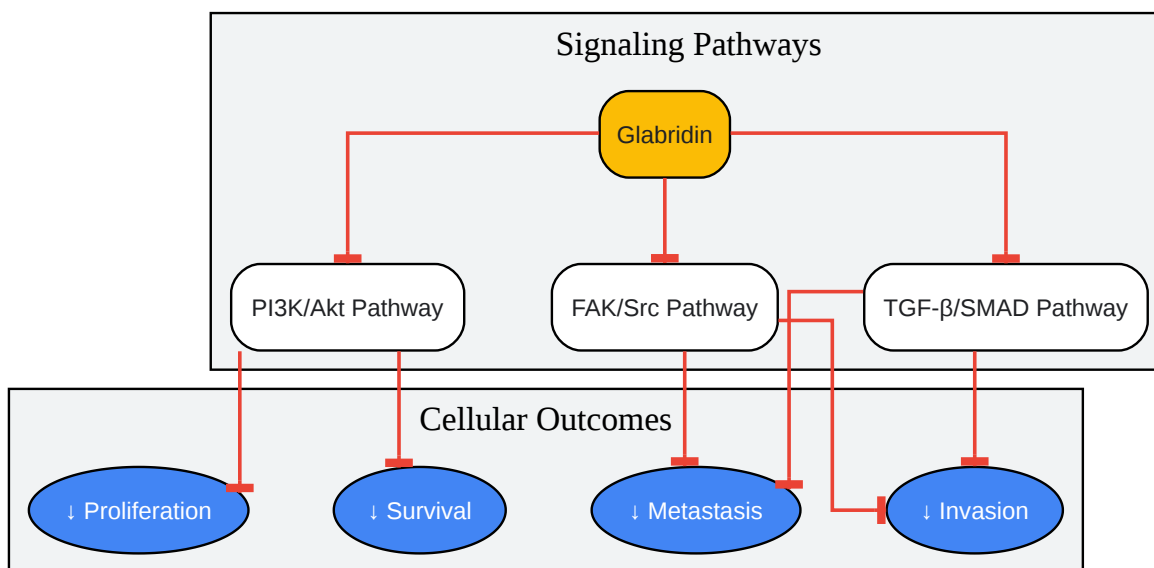 Signaling Pathways
Glabridin
PI3K/Akt Pathway
FAK/Src Pathway
TGF-β/SMAD Pathway
Cellular Outcomes
↓ Proliferation
↓ Survival
↓ Metastasis
↓ Invasion